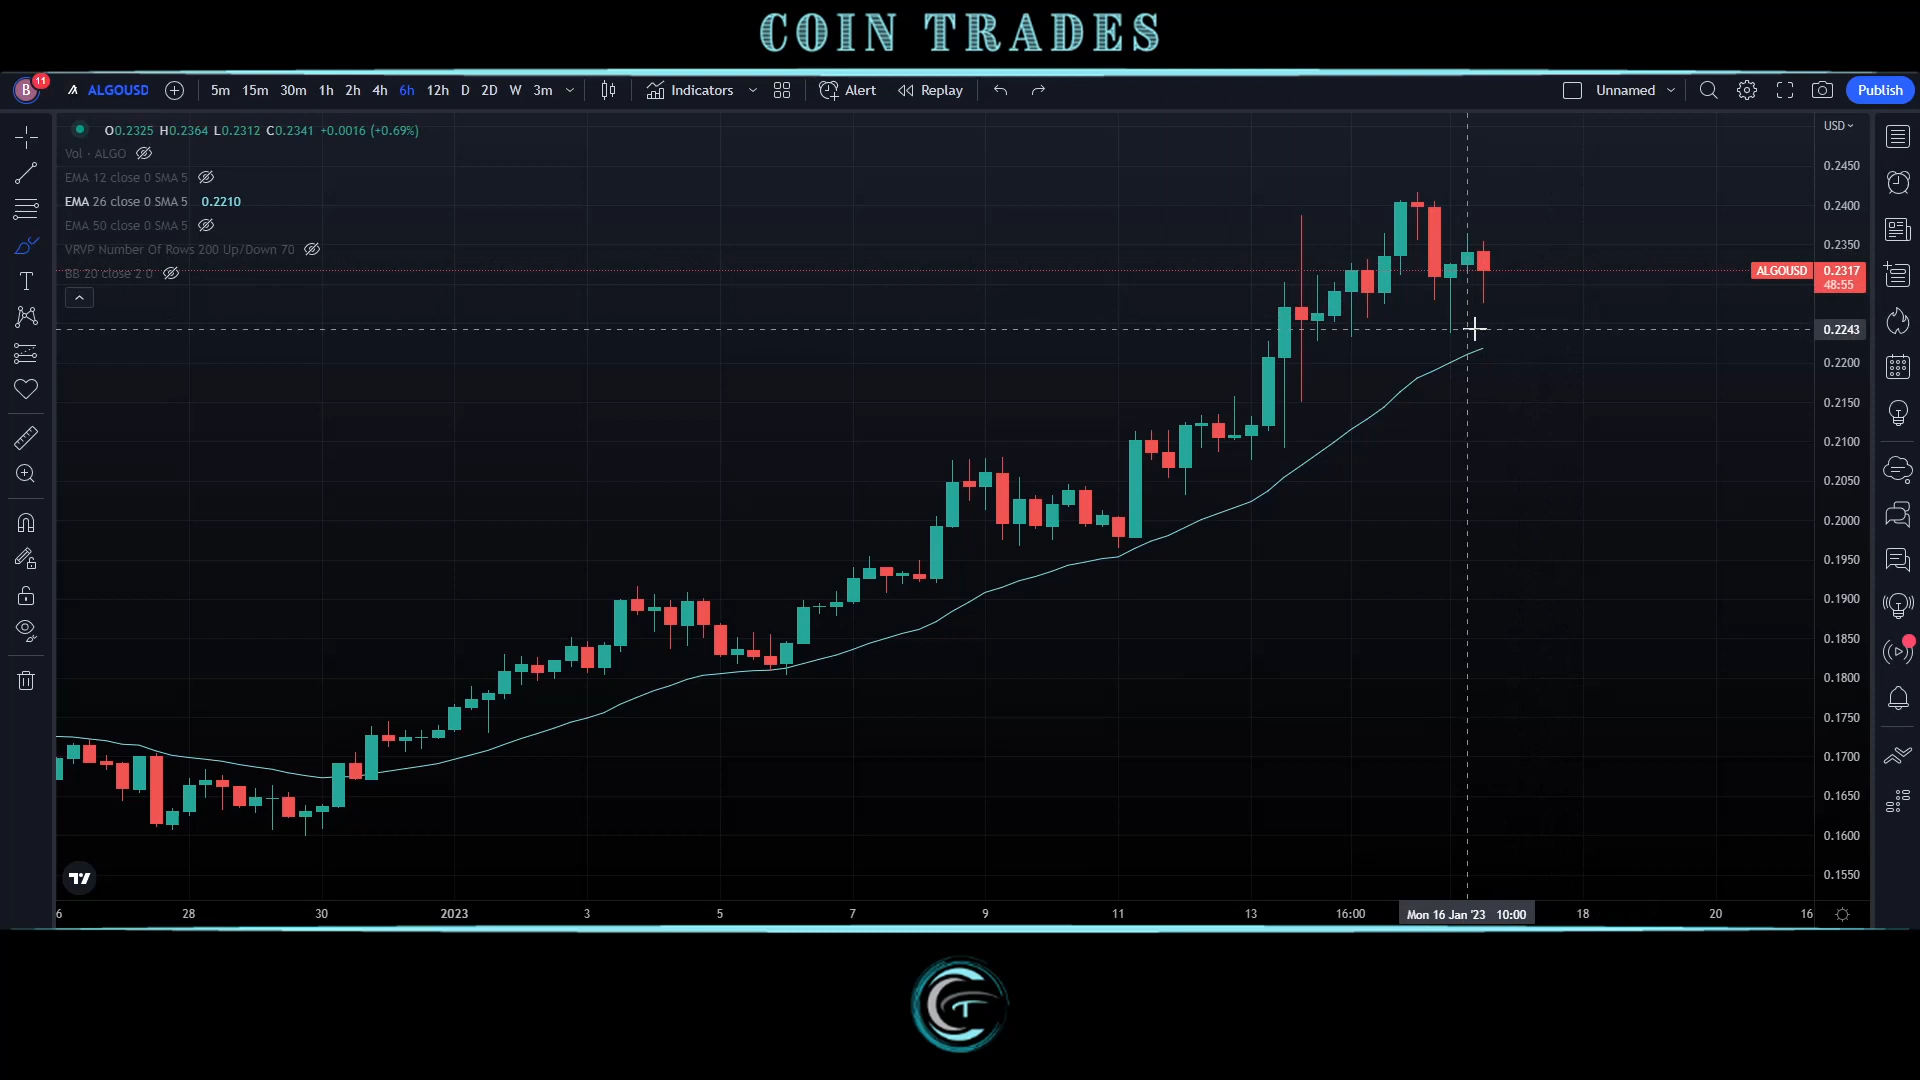 COIN TRADES
B 11 ALGOUSD 5m 15m 30m 1h 2h 4h 6h 12h D 2D W 3m Indicators Alert Replay Unnamed Publish
O0.2325 H0.2364 L0.2312 C0.2341 +0.0016 (+0.69%)
Vol · ALGO
EMA 12 close 0 SMA 5
EMA 26 close 0 SMA 5 0.2210
EMA 50 close 0 SMA 5
VRVP Number Of Rows 200 Up/Down 70
BB 20 close 2 0
USD
0.2450
0.2400
0.2350
ALGOUSD 0.2317
48:55
0.2243
0.2200
0.2150
0.2100
0.2050
0.2000
0.1950
0.1900
0.1850
0.1800
0.1750
0.1700
0.1650
0.1600
0.1550
6 28 30 2023 3 5 7 9 11 13 16:00 Mon 16 Jan '23 10:00 18 20 16